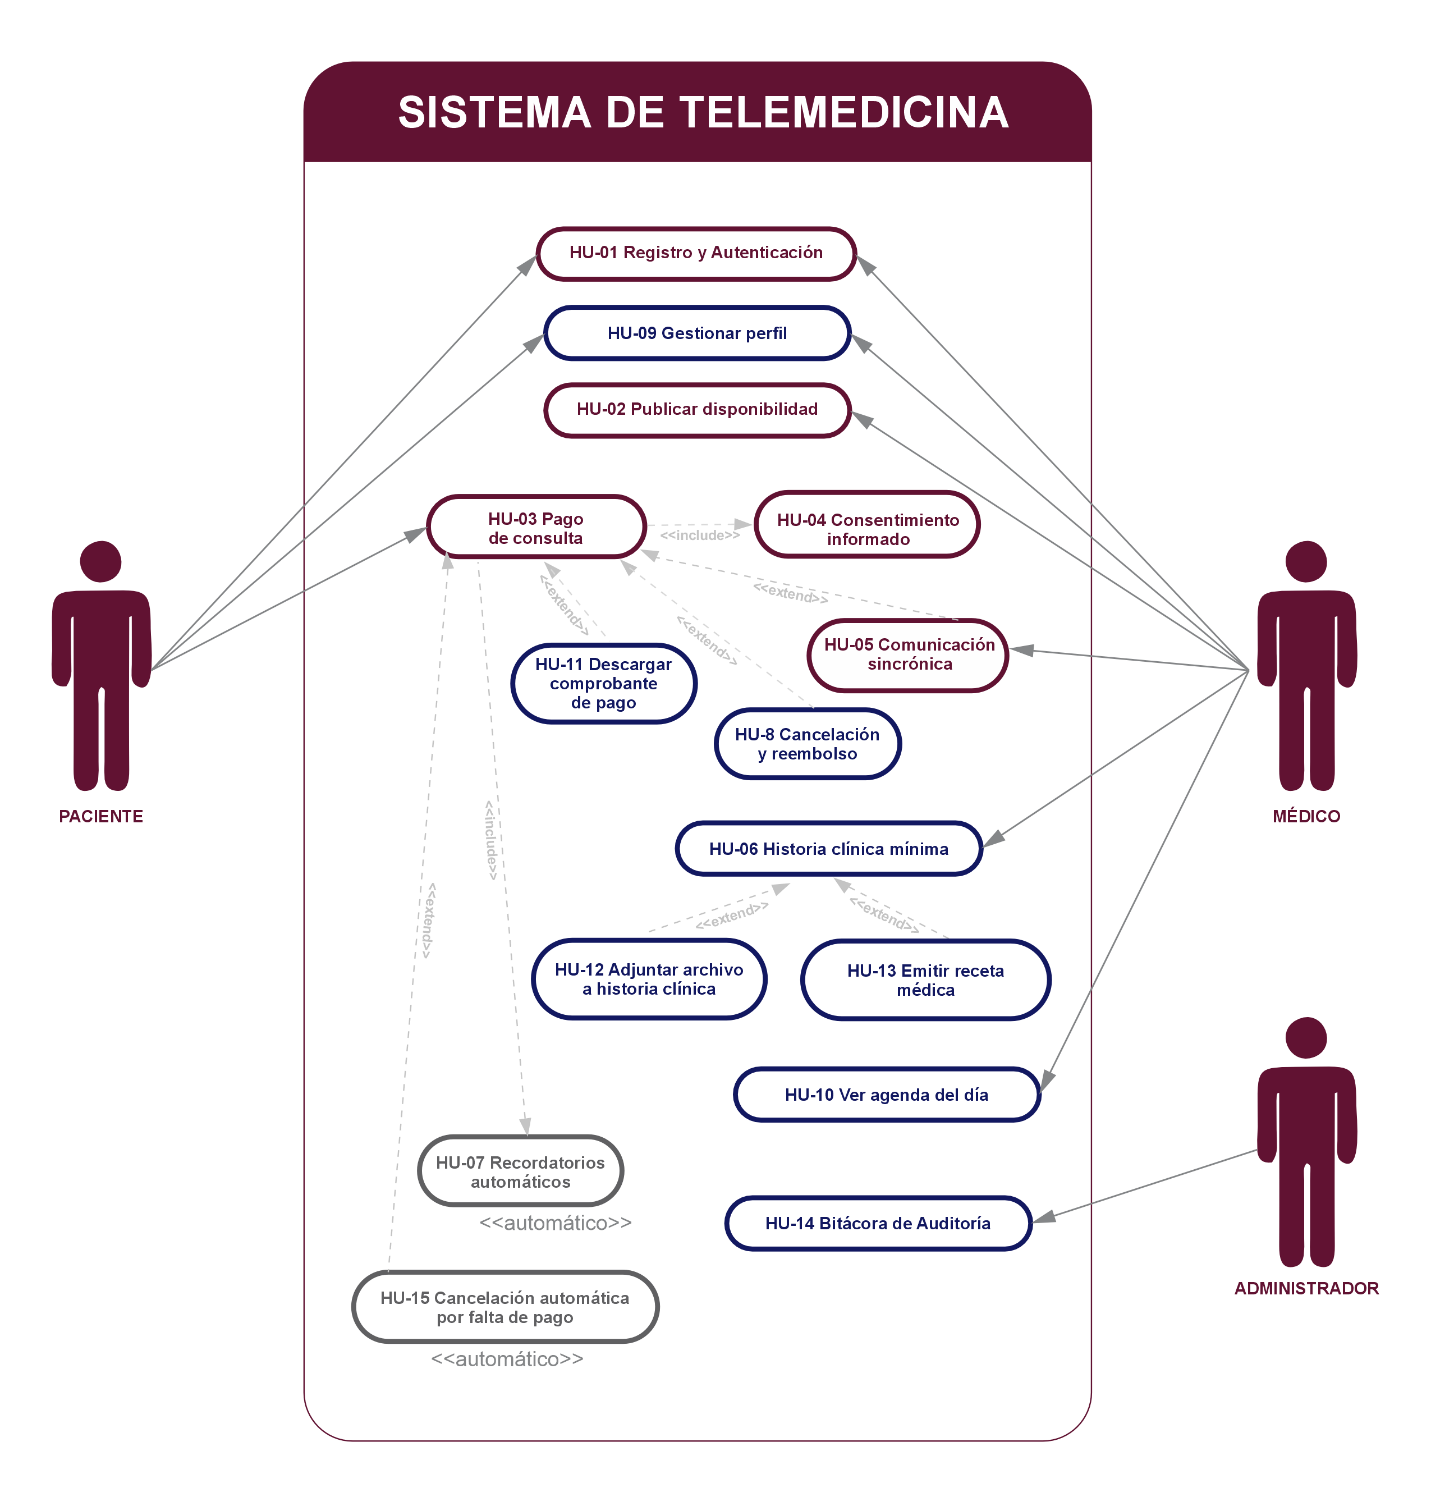 SISTEMA DE TELEMEDICINA
HU-01 Registro y Autenticación
HU-09 Gestionar perfil
HU-02 Publicar disponibilidad
HU-03 Pago
de consulta
<<include>>
HU-04 Consentimiento
informado
<<extend>>
<<extend>>
<<extend>>
HU-05 Comunicación
sincrónica
HU-11 Descargar
comprobante
de pago
HU-8 Cancelación
y reembolso
PACIENTE
MÉDICO
<<include>>
HU-06 Historia clínica mínima
<<extend>>
<<extend>>
<<extend>>
HU-12 Adjuntar archivo
a historia clínica
HU-13 Emitir receta
médica
HU-10 Ver agenda del día
HU-07 Recordatorios
automáticos
<<automático>>
HU-14 Bitácora de Auditoría
ADMINISTRADOR
HU-15 Cancelación automática
por falta de pago
<<automático>>